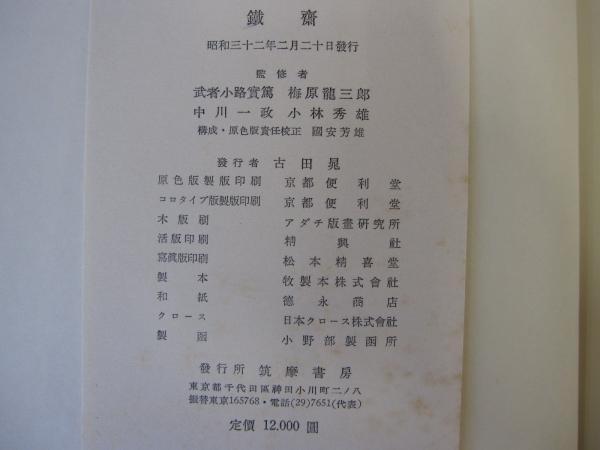 鐵齋
昭和三十二年二月二十日發行
監修者
武者小路實篤 梅原龍三郎
中川一政 小林秀雄
構成・原色版責任校正 國安芳雄
發行者 古田晁
原色版製版印刷 京都便利堂
コロタイプ版製版印刷 京都便利堂
木版刷 アダチ版畫硏究所
活版印刷 精興社
寫眞版印刷 松本精喜堂
製本 牧製本株式會社
和紙 德永商店
クロース 日本クロース株式會社
製函 小野部製函所
發行所 筑摩書房
東京都千代田區神田小川町二ノ八
振替東京165768・電話(29)7651(代表)
定價 12.000 圓